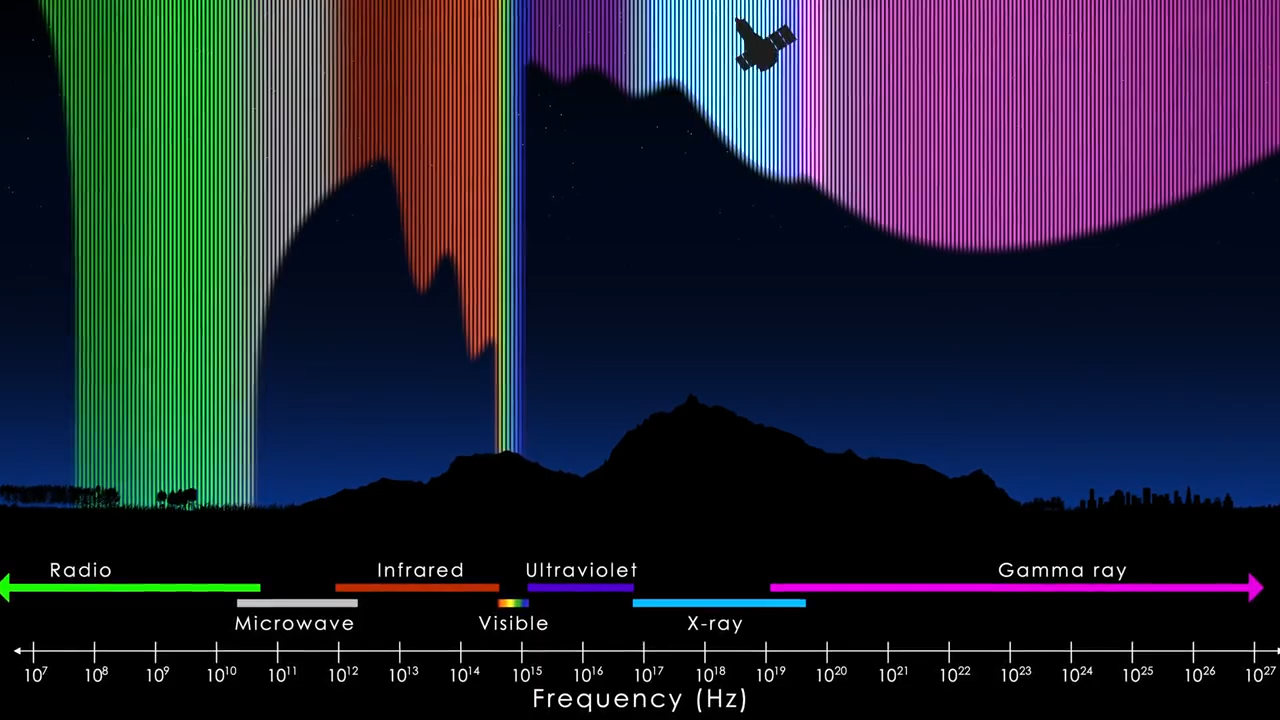 Radio Infrared Ultraviolet Gamma ray
Microwave Visible X-ray
10⁷ 10⁸ 10⁹ 10¹⁰ 10¹¹ 10¹² 10¹³ 10¹⁴ 10¹⁵ 10¹⁶ 10¹⁷ 10¹⁸ 10¹⁹ 10²⁰ 10²¹ 10²² 10²³ 10²⁴ 10²⁵ 10²⁶ 10²⁷
Frequency (Hz)